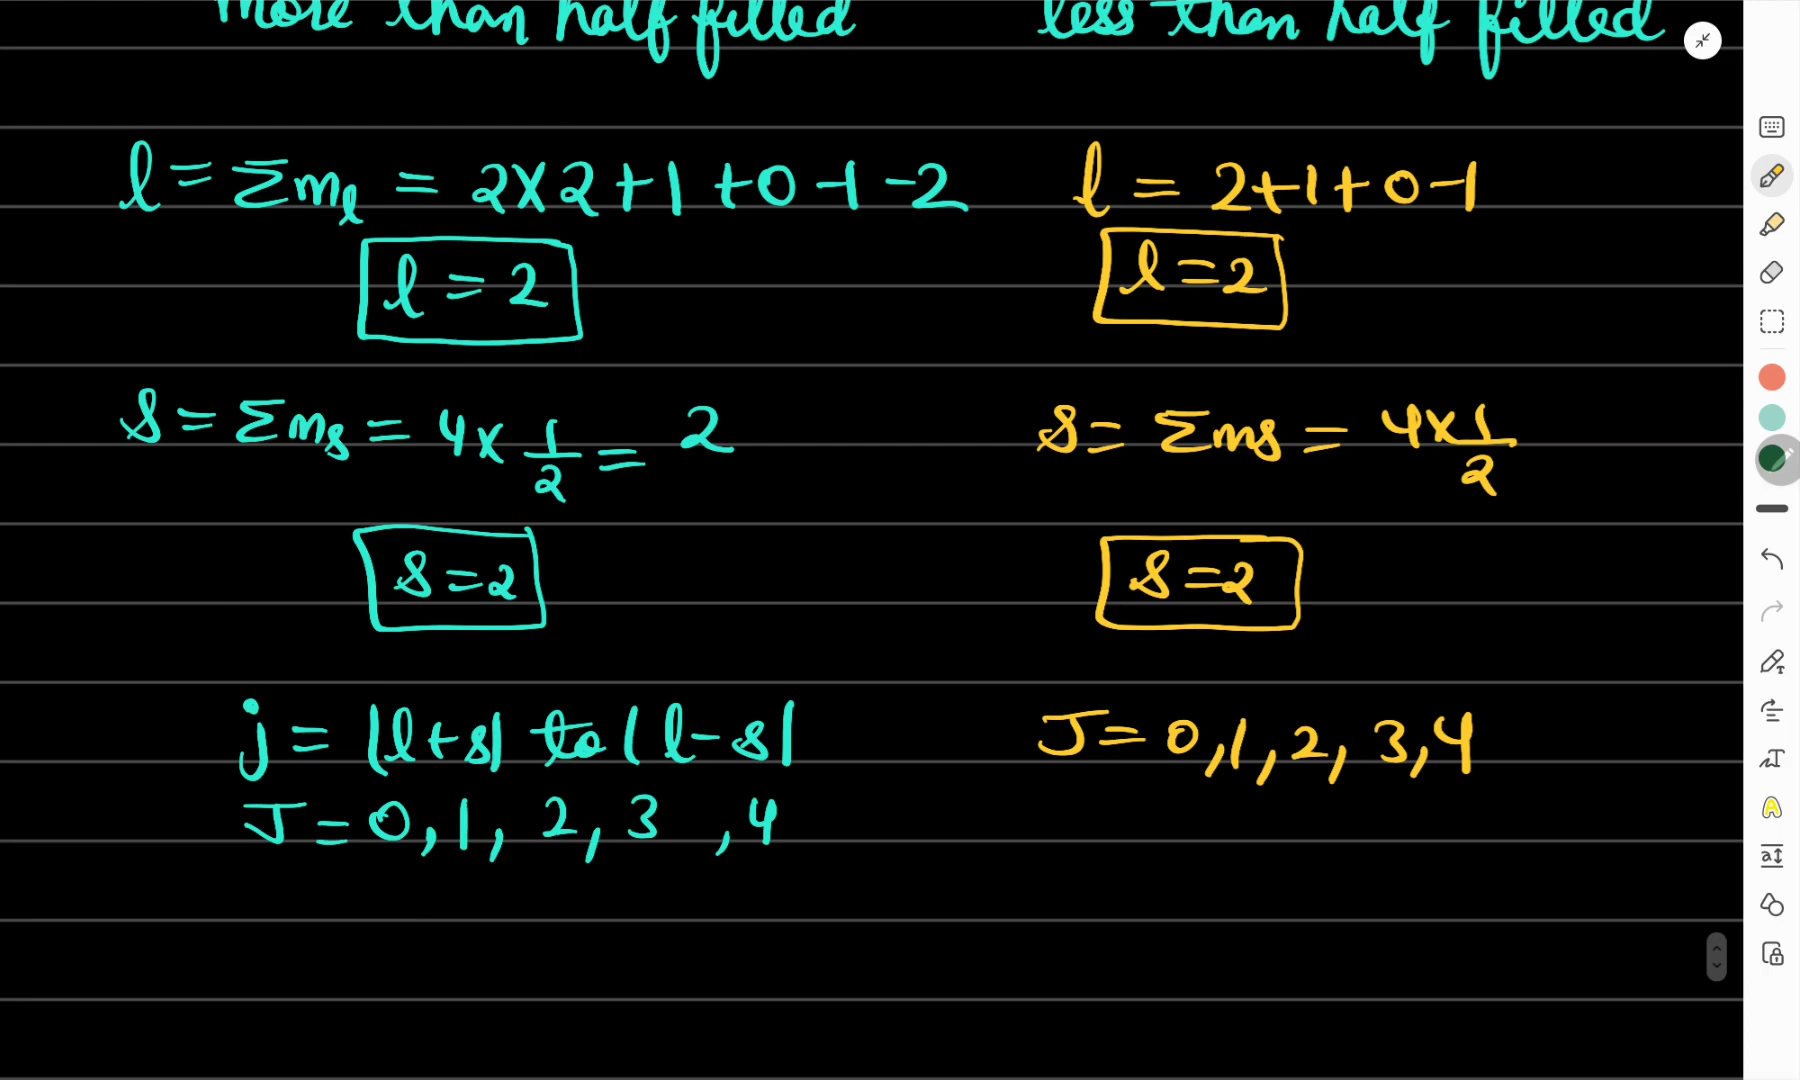 more than half filled less than half filled
l = Σm_l = 2×2+1+0-1-2 l = 2+1+0-1
l = 2 l = 2
s = Σms = 4× 1/2 = 2 s = Σms = 4× 1/2
s = 2 s = 2
j = |l+s| to |l-s| J = 0,1,2,3,4
J = 0,1,2,3,4